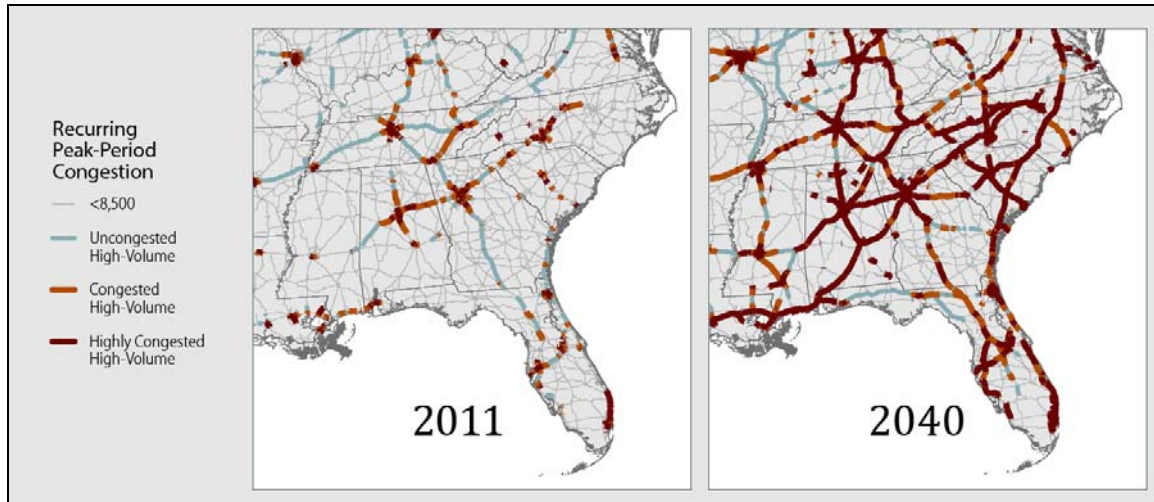 Recurring
Peak-Period
Congestion
<8,500
Uncongested
High-Volume
Congested
High-Volume
Highly Congested
High-Volume
2011
2040